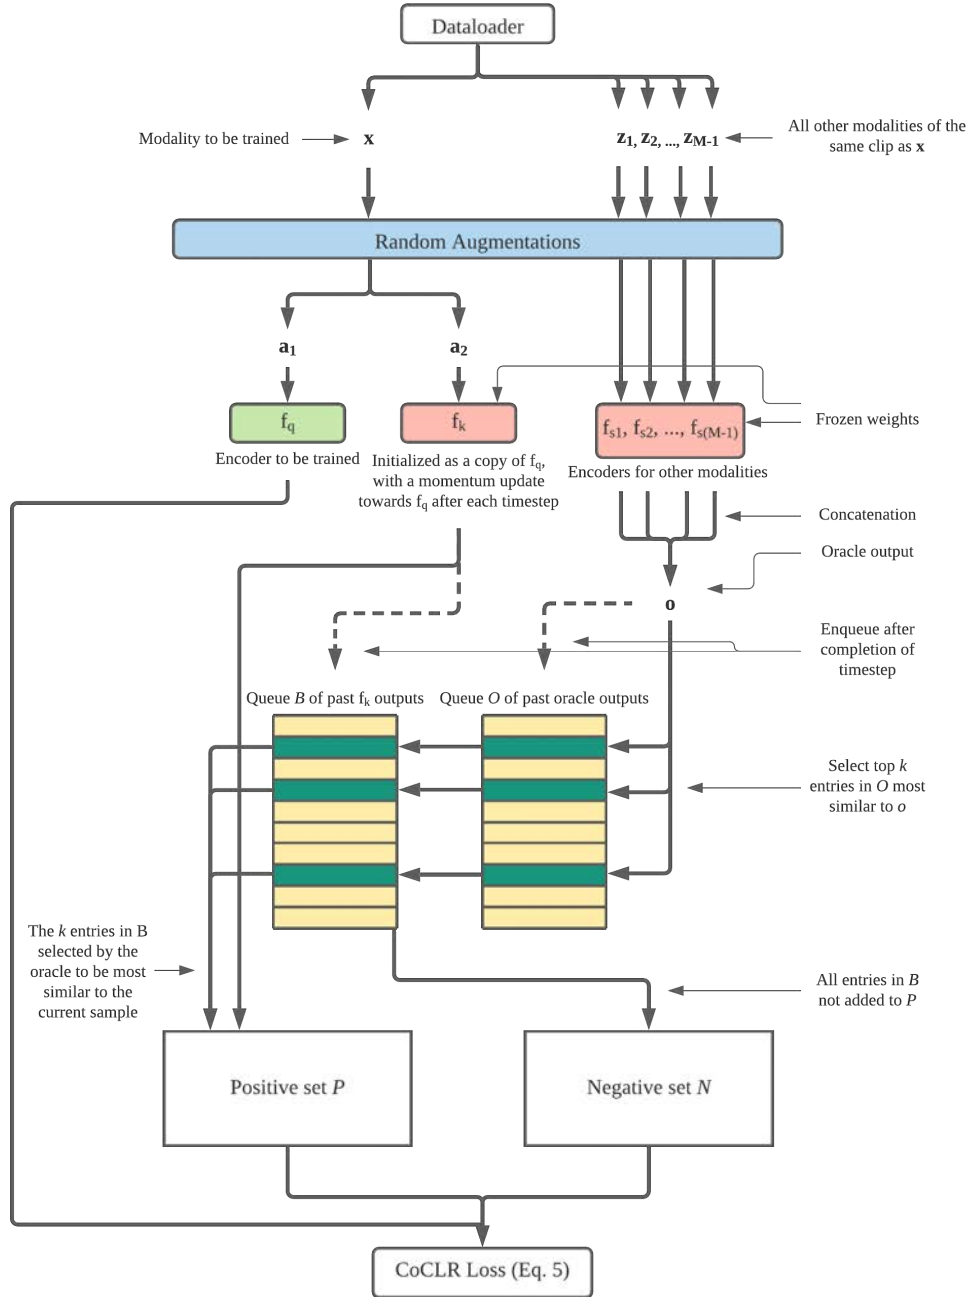 Dataloader
Modality to be trained
x
z1, z2, ..., zM-1
All other modalities of the
same clip as x
Random Augmentations
a1
a2
fq
fk
fs1, fs2, ..., fs(M-1)
Frozen weights
Encoder to be trained
Initialized as a copy of fq,
with a momentum update
towards fq after each timestep
Encoders for other modalities
Concatenation
Oracle output
o
Enqueue after
completion of
timestep
Queue B of past fk outputs
Queue O of past oracle outputs
Select top k
entries in O most
similar to o
The k entries in B
selected by the
oracle to be most
similar to the
current sample
All entries in B
not added to P
Positive set P
Negative set N
CoCLR Loss (Eq. 5)